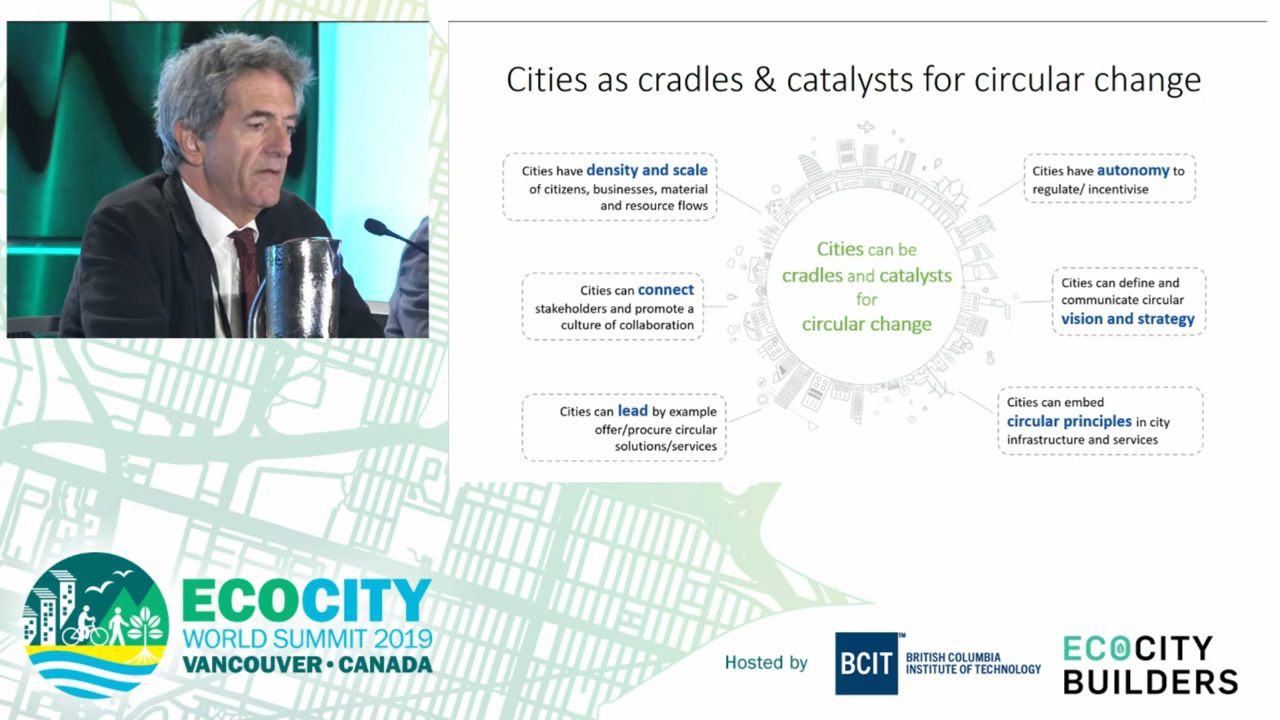 Cities as cradles & catalysts for circular change
Cities have density and scale
of citizens, businesses, material
and resource flows
Cities can connect
stakeholders and promote a
culture of collaboration
Cities can lead by example
offer/procure circular
solutions/services
Cities can be
cradles and catalysts
for
circular change
Cities have autonomy to
regulate/ incentivise
Cities can define and
communicate circular
vision and strategy
Cities can embed
circular principles in city
infrastructure and services
ECOCITY
WORLD SUMMIT 2019
VANCOUVER • CANADA
Hosted by
BCIT™
BRITISH COLUMBIA
INSTITUTE OF TECHNOLOGY
ECOCITY
BUILDERS